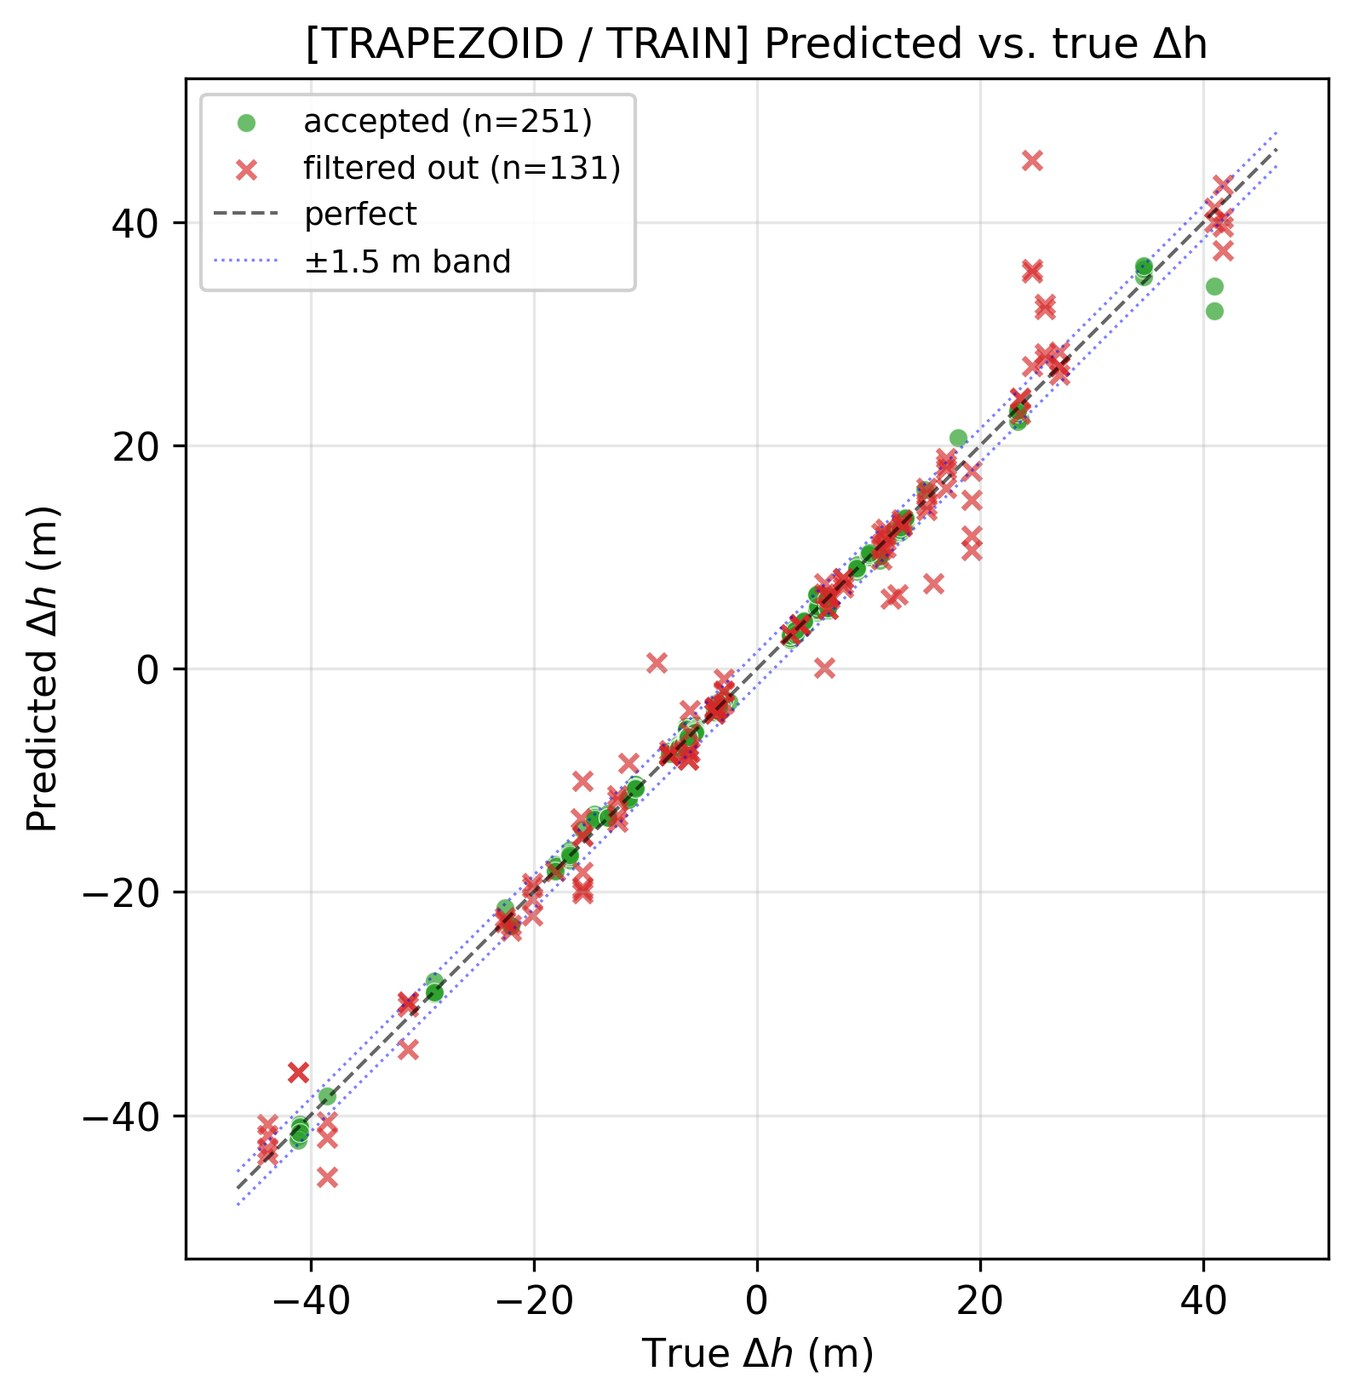 [TRAPEZOID / TRAIN] Predicted vs. true Δh
accepted (n=251)
filtered out (n=131)
perfect
±1.5 m band
Predicted Δh (m)
40
20
0
−20
−40
−40
−20
0
20
40
True Δh (m)